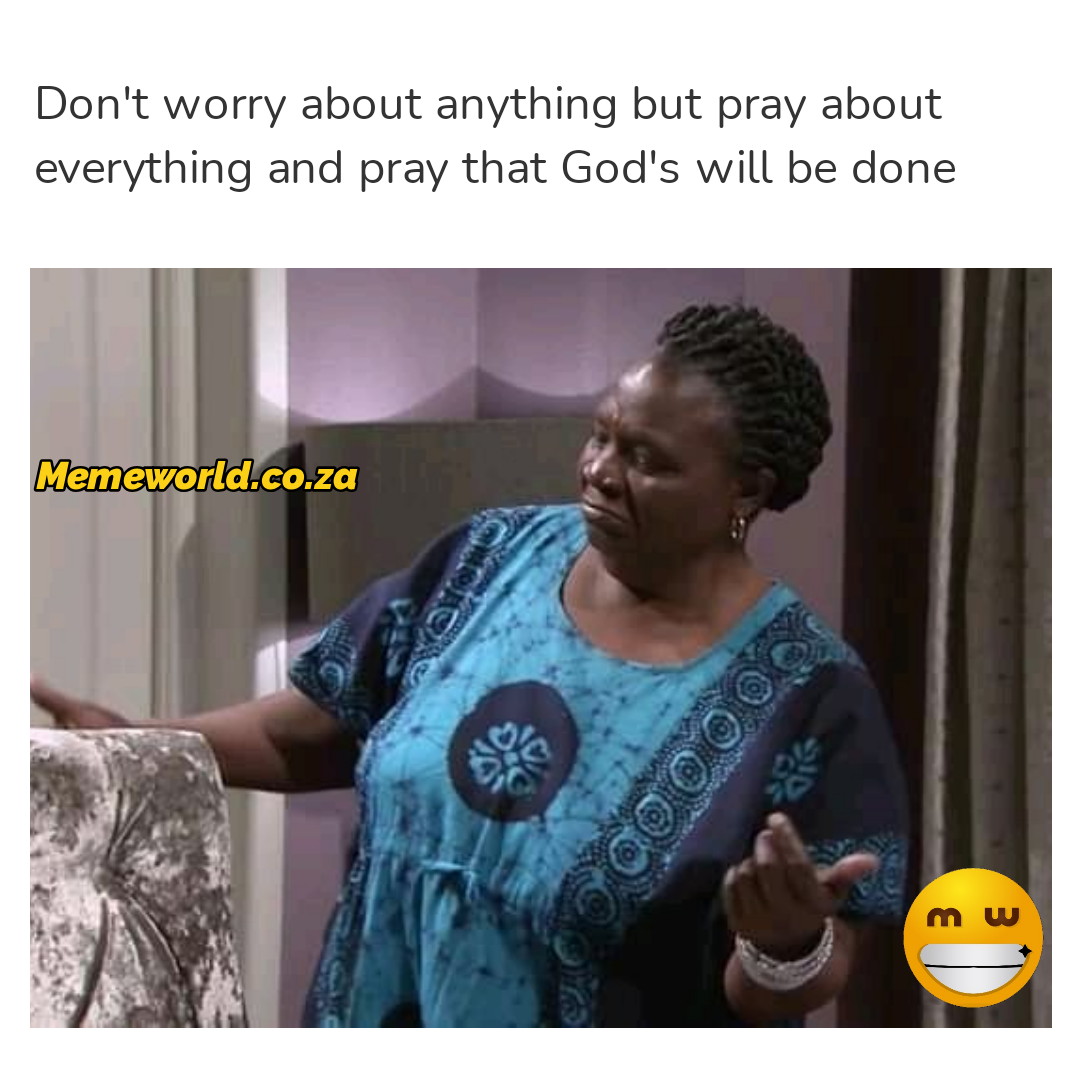 Don't worry about anything but pray about
everything and pray that God's will be done
Memeworld.co.za
m w